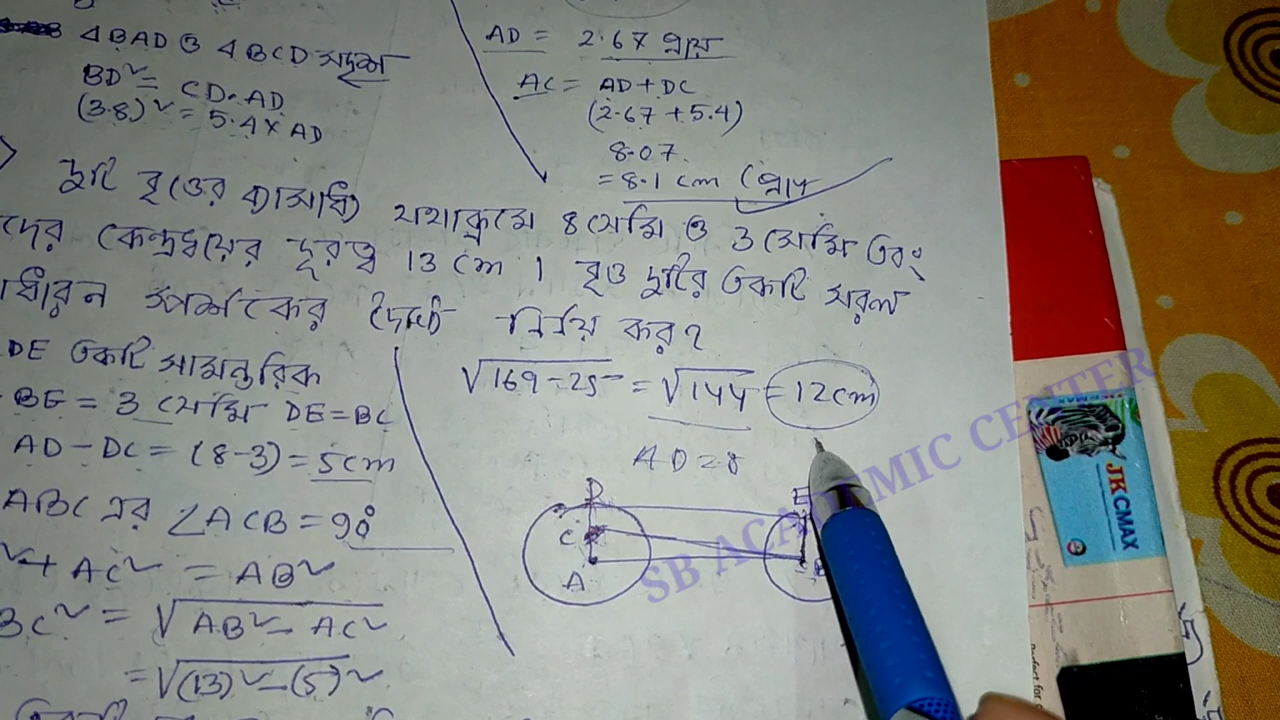 ∠BAD ও ∠BCD সদৃশ
BD² = CD. AD
(3.8)² = 5.4 × AD
AD = 2.67 প্রায়
AC = AD + DC
(2.67 + 5.4)
8.07
= 8.1 cm (প্রায়
দুটি বৃত্তের ব্যাসার্ধ যথাক্রমে 8 সেমি ও 3 সেমি এবং
দের কেন্দ্রদ্বয়ের দূরত্ব 13 cm । বৃত্ত দুটির একটি সরল
ধারন স্পর্শকের দৈর্ঘ্য নির্ণয় কর?
DE একটি সামন্তরিক
BE = 3 সেমি DE = BC
AD - DC = (8-3) = 5cm
ABC এর ∠ACB = 90°
² + AC² = AB²
BC² = √AB² - AC²
= √(13)² - (5)²
√169-25 = √144 = 12cm
AD = 8
D
E
C
A
B
SB ACADEMIC CENTER
JK CMAX